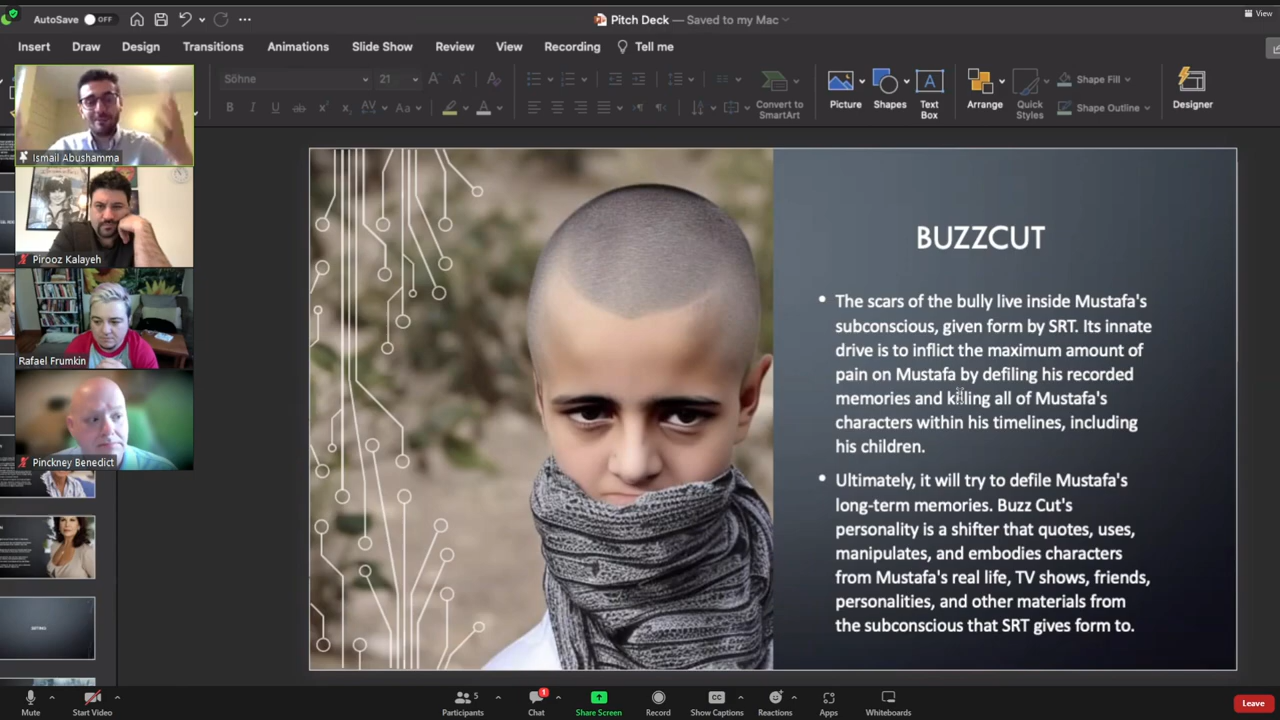 AutoSave OFF
Pitch Deck — Saved to my Mac
View
Insert Draw Design Transitions Animations Slide Show Review View Recording Tell me
Söhne 21
Convert to
SmartArt
Picture
Shapes
Text
Box
Arrange
Quick
Styles
Shape Fill
Shape Outline
Designer
Ismail Abushamma
Pirooz Kalayeh
Rafael Frumkin
Pinckney Benedict
BUZZCUT
• The scars of the bully live inside Mustafa's
subconscious, given form by SRT. Its innate
drive is to inflict the maximum amount of
pain on Mustafa by defiling his recorded
memories and killing all of Mustafa's
characters within his timelines, including
his children.
• Ultimately, it will try to defile Mustafa's
long-term memories. Buzz Cut's
personality is a shifter that quotes, uses,
manipulates, and embodies characters
from Mustafa's real life, TV shows, friends,
personalities, and other materials from
the subconscious that SRT gives form to.
Mute
Start Video
Participants 5
Chat 1
Share Screen
Record
Show Captions
Reactions
Apps
Whiteboards
Leave